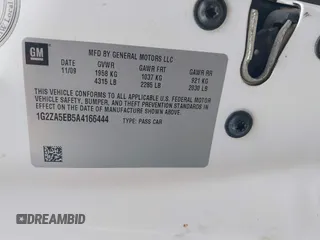 GM
MFD BY GENERAL MOTORS LLC
DATE GVWR GAWR FRT GAWR RR
11/09 1958 KG 1037 KG 921 KG
4315 LB 2285 LB 2030 LB
THIS VEHICLE CONFORMS TO ALL APPLICABLE U.S. FEDERAL
VEHICLE SAFETY, BUMPER, AND THEFT PREVENTION STANDARDS
IN EFFECT ON THE DATE OF MANUFACTURE SHOWN ABOVE.
1G2ZA5EB5A4166444 TYPE: PASS CAR
DREAMBID